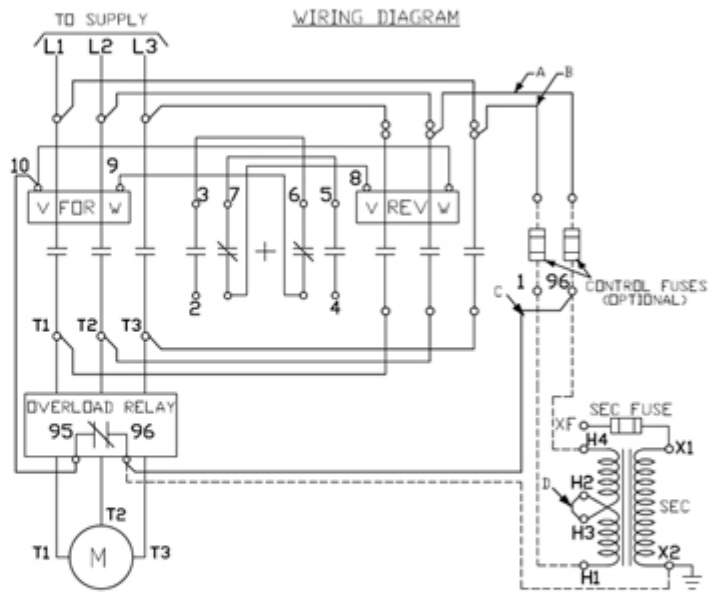 WIRING DIAGRAM
TO SUPPLY
L1 L2 L3
A B
10 9 3 7 6 5 8
V FOR W
V REV W
2 4
C 1 96
CONTROL FUSES
(OPTIONAL)
T1 T2 T3
OVERLOAD RELAY
95 96
SEC FUSE
XF
H4 X1
D H2
SEC
H3
T2
T1 M T3
H1 X2